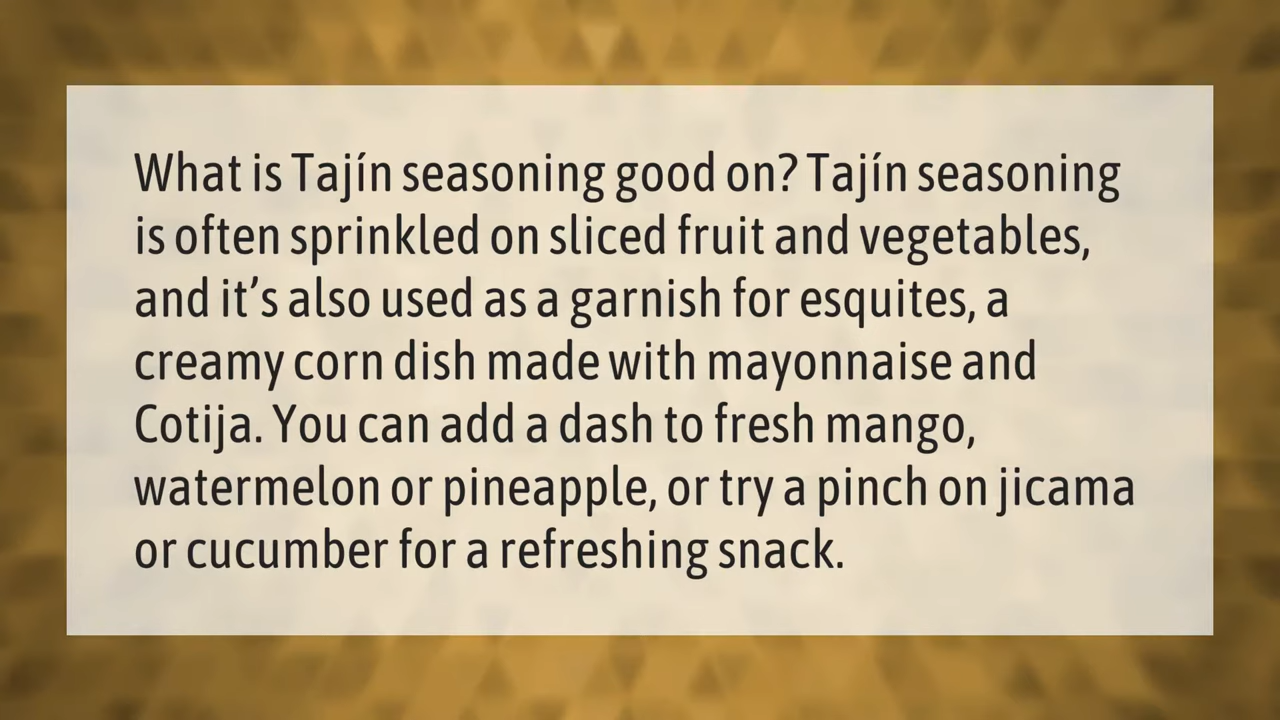 What is Tajín seasoning good on? Tajín seasoning
is often sprinkled on sliced fruit and vegetables,
and it’s also used as a garnish for esquites, a
creamy corn dish made with mayonnaise and
Cotija. You can add a dash to fresh mango,
watermelon or pineapple, or try a pinch on jicama
or cucumber for a refreshing snack.